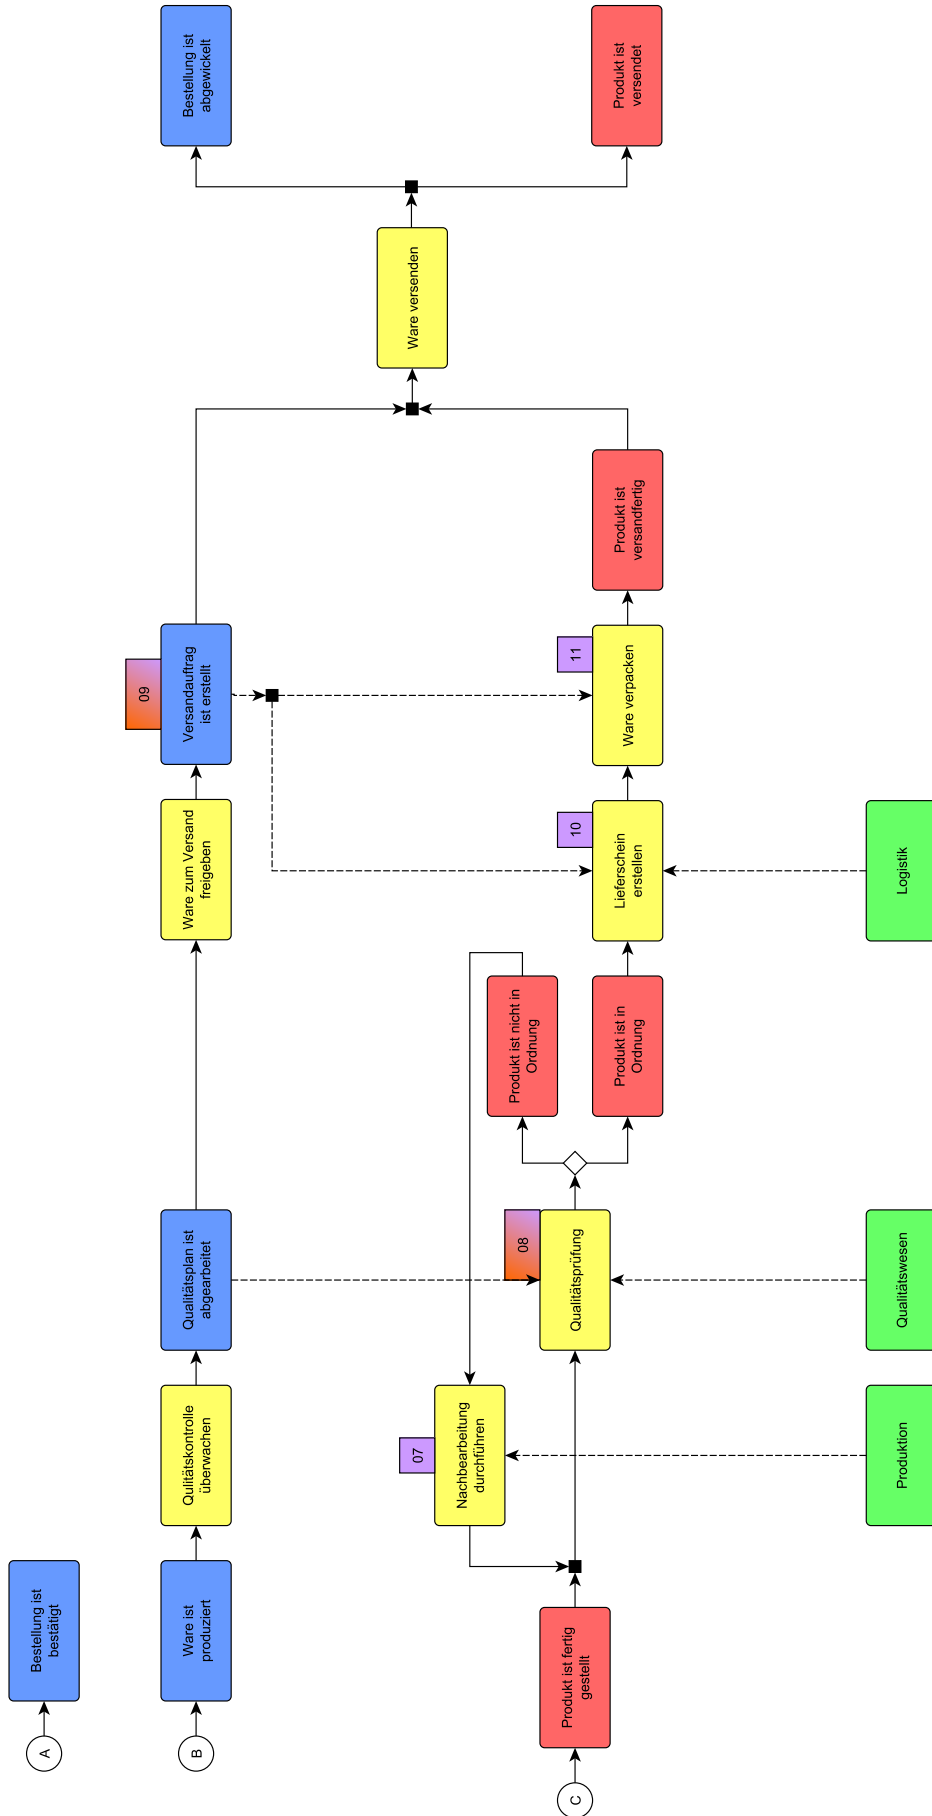 A
Bestellung ist
bestätigt
B
Ware ist
produziert
Qulitätskontrolle
überwachen
Qualitätsplan ist
abgearbeitet
Ware zum Versand
freigeben
09
Versandauftrag
ist erstellt
Bestellung ist
abgewickelt
Ware versenden
07
Nachbearbeitung
durchführen
C
Produkt ist fertig
gestellt
08
Qualitätsprüfung
Produkt ist nicht in
Ordnung
Produkt ist in
Ordnung
10
Lieferschein
erstellen
11
Ware verpacken
Produkt ist
versandfertig
Produkt ist
versendet
Produktion
Qualitätswesen
Logistik